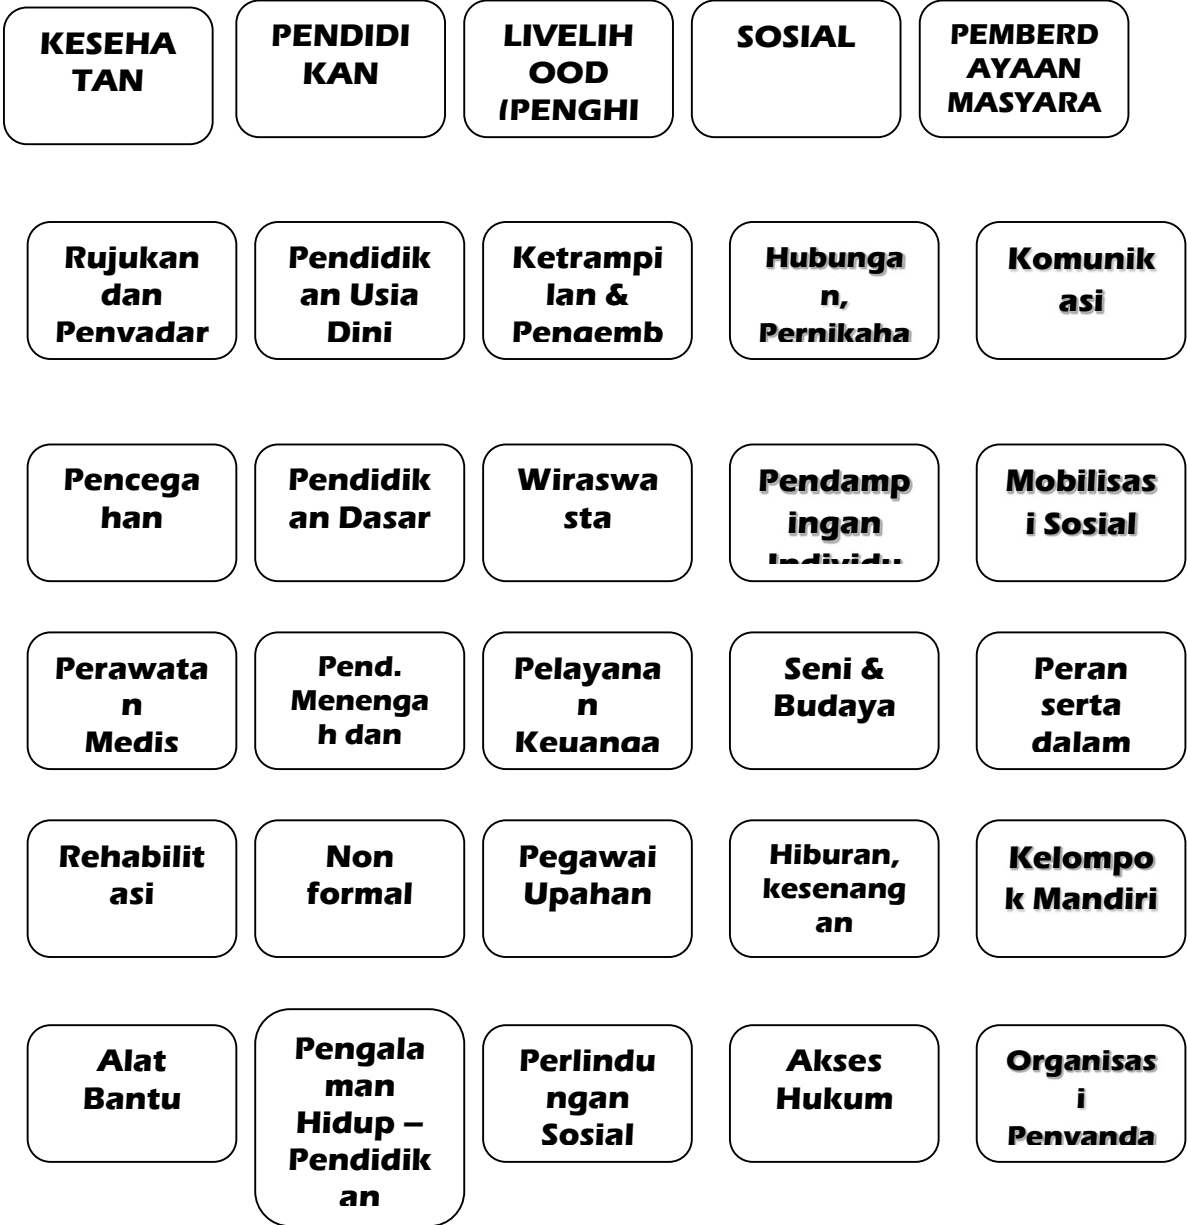 KESEHA
TAN
PENDIDI
KAN
LIVELIH
OOD
(PENGHI
SOSIAL
PEMBERD
AYAAN
MASYARA
Rujukan
dan
Penyadar
Pendidik
an Usia
Dini
Ketrampi
lan &
Pengemb
Hubunga
n,
Pernikaha
Komunik
asi
Pencega
han
Pendidik
an Dasar
Wiraswa
sta
Pendamp
ingan
Individu
Mobilisas
i Sosial
Perawata
n
Medis
Pend.
Menenga
h dan
Pelayana
n
Keuanga
Seni &
Budaya
Peran
serta
dalam
Rehabilit
asi
Non
formal
Pegawai
Upahan
Hiburan,
kesenang
an
Kelompo
k Mandiri
Alat
Bantu
Pengala
man
Hidup –
Pendidik
an
Perlindu
ngan
Sosial
Akses
Hukum
Organisas
i
Penyanda